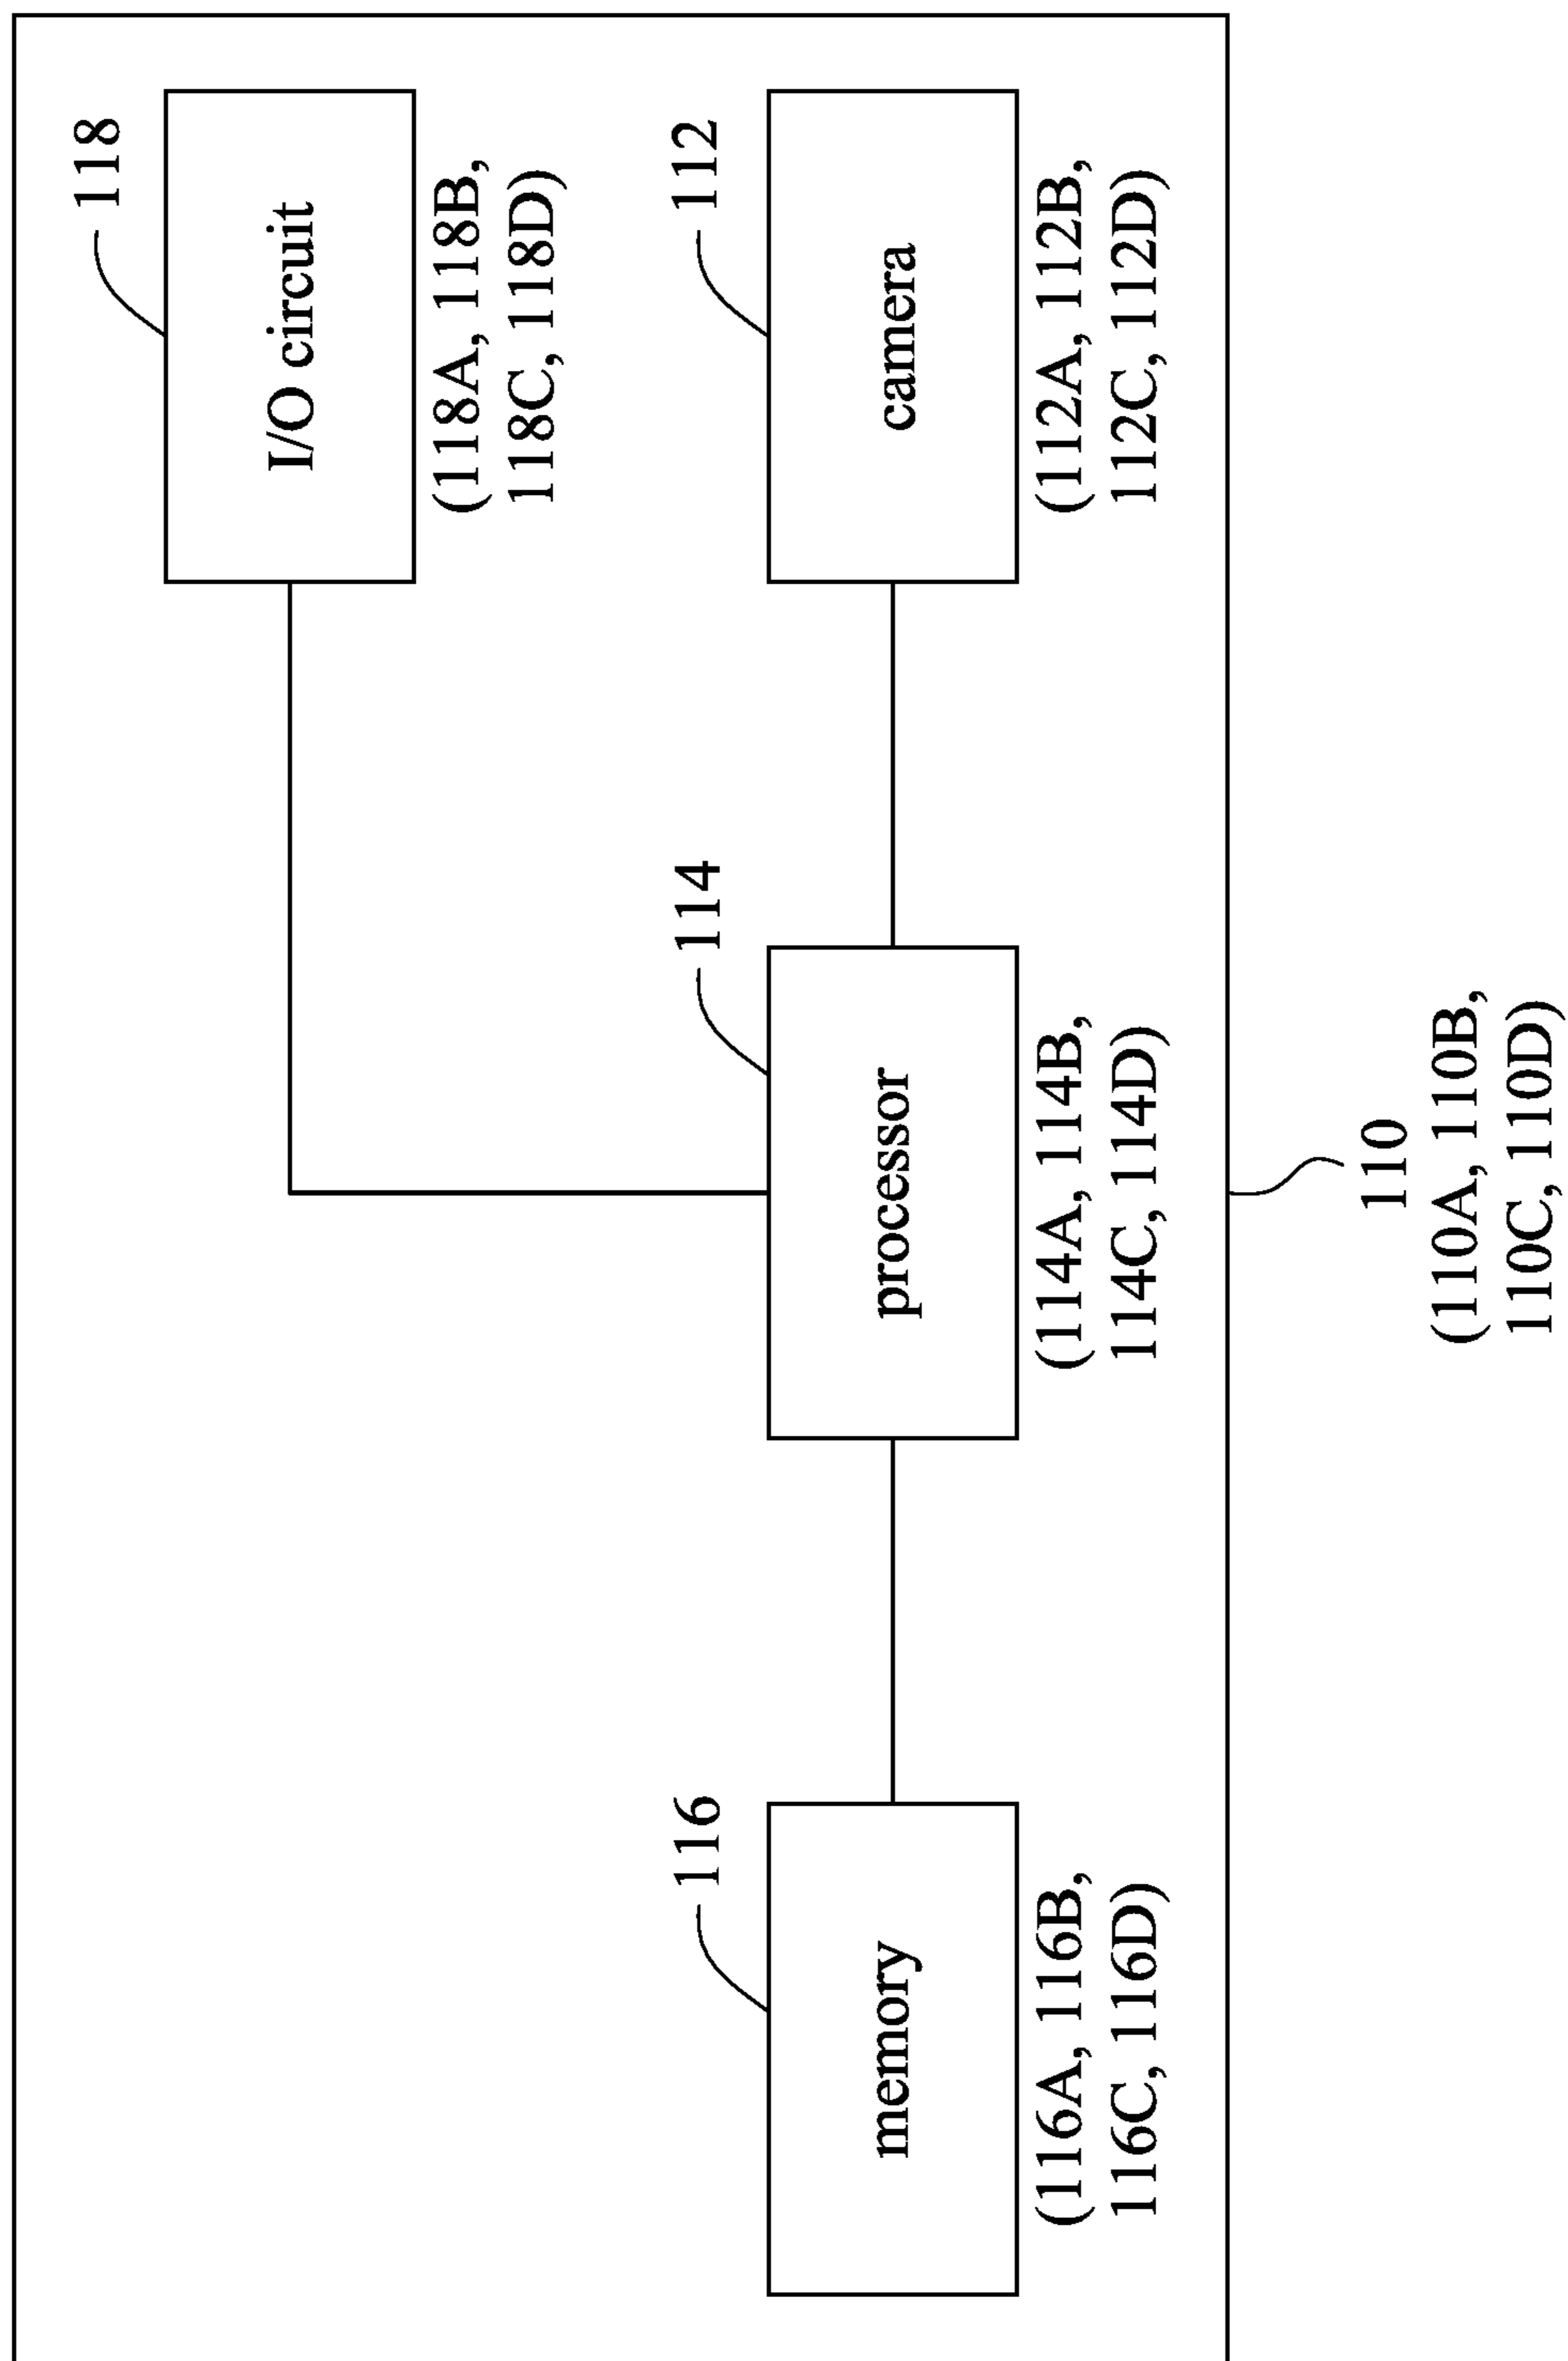 118
I/O circuit
(118A, 118B,
118C, 118D)
116
memory
(116A, 116B,
116C, 116D)
114
processor
(114A, 114B,
114C, 114D)
112
camera
(112A, 112B,
112C, 112D)
110
(110A, 110B,
110C, 110D)